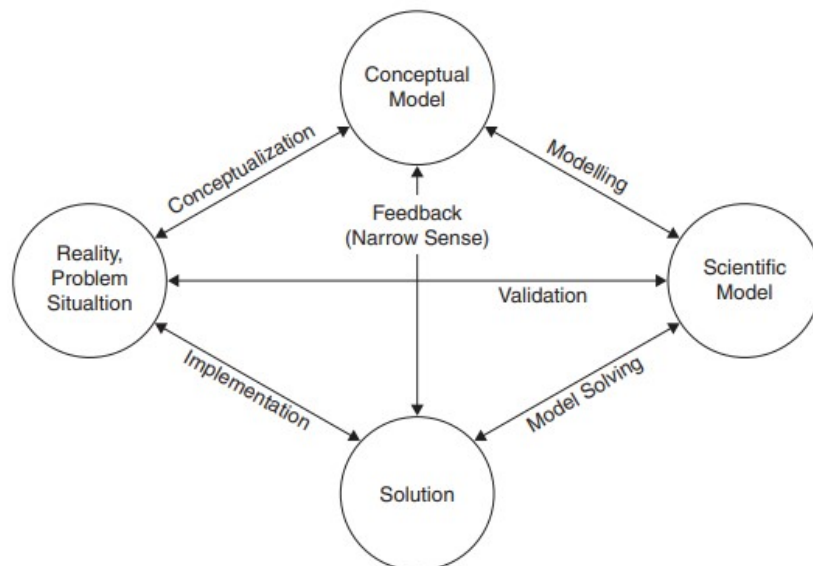 Conceptual
Model
Conceptualization
Modelling
Feedback
(Narrow Sense)
Reality,
Problem
Situaltion
Scientific
Model
Validation
Implementation
Model Solving
Solution